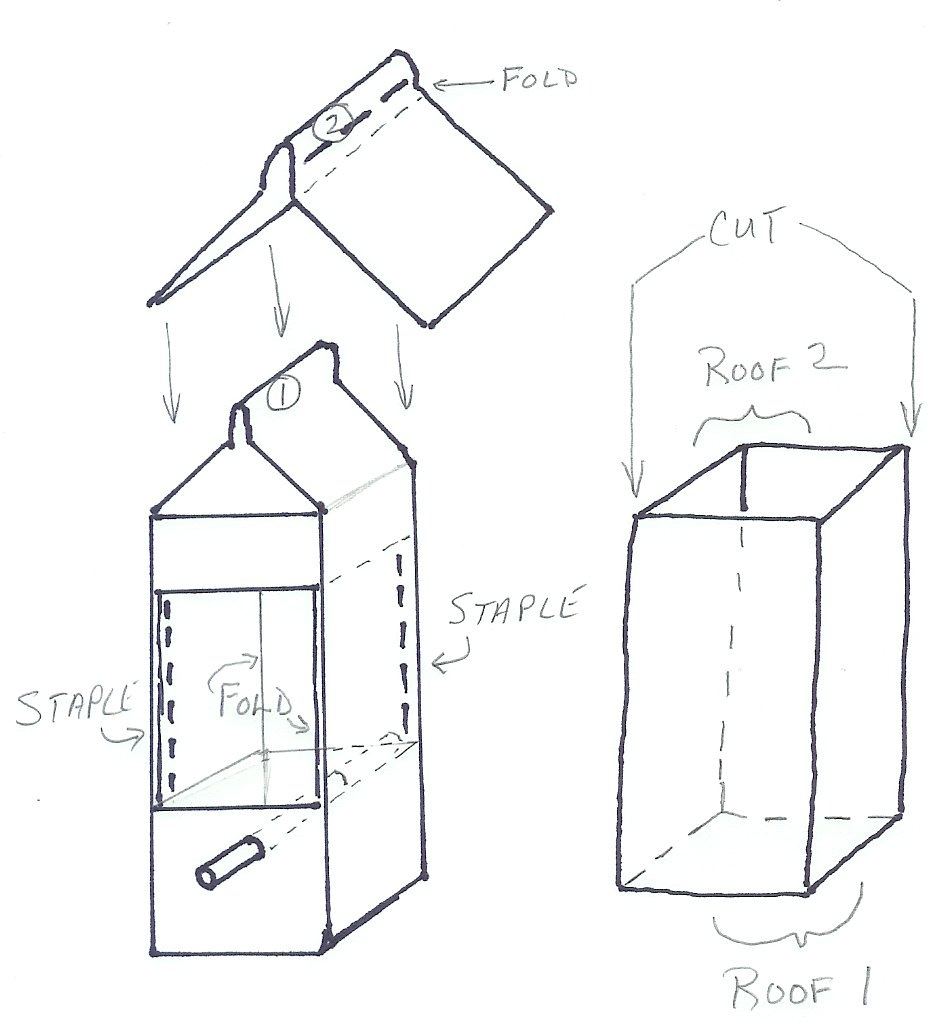 FOLD
2
CUT
ROOF 2
1
STAPLE
STAPLE
FOLD
ROOF 1